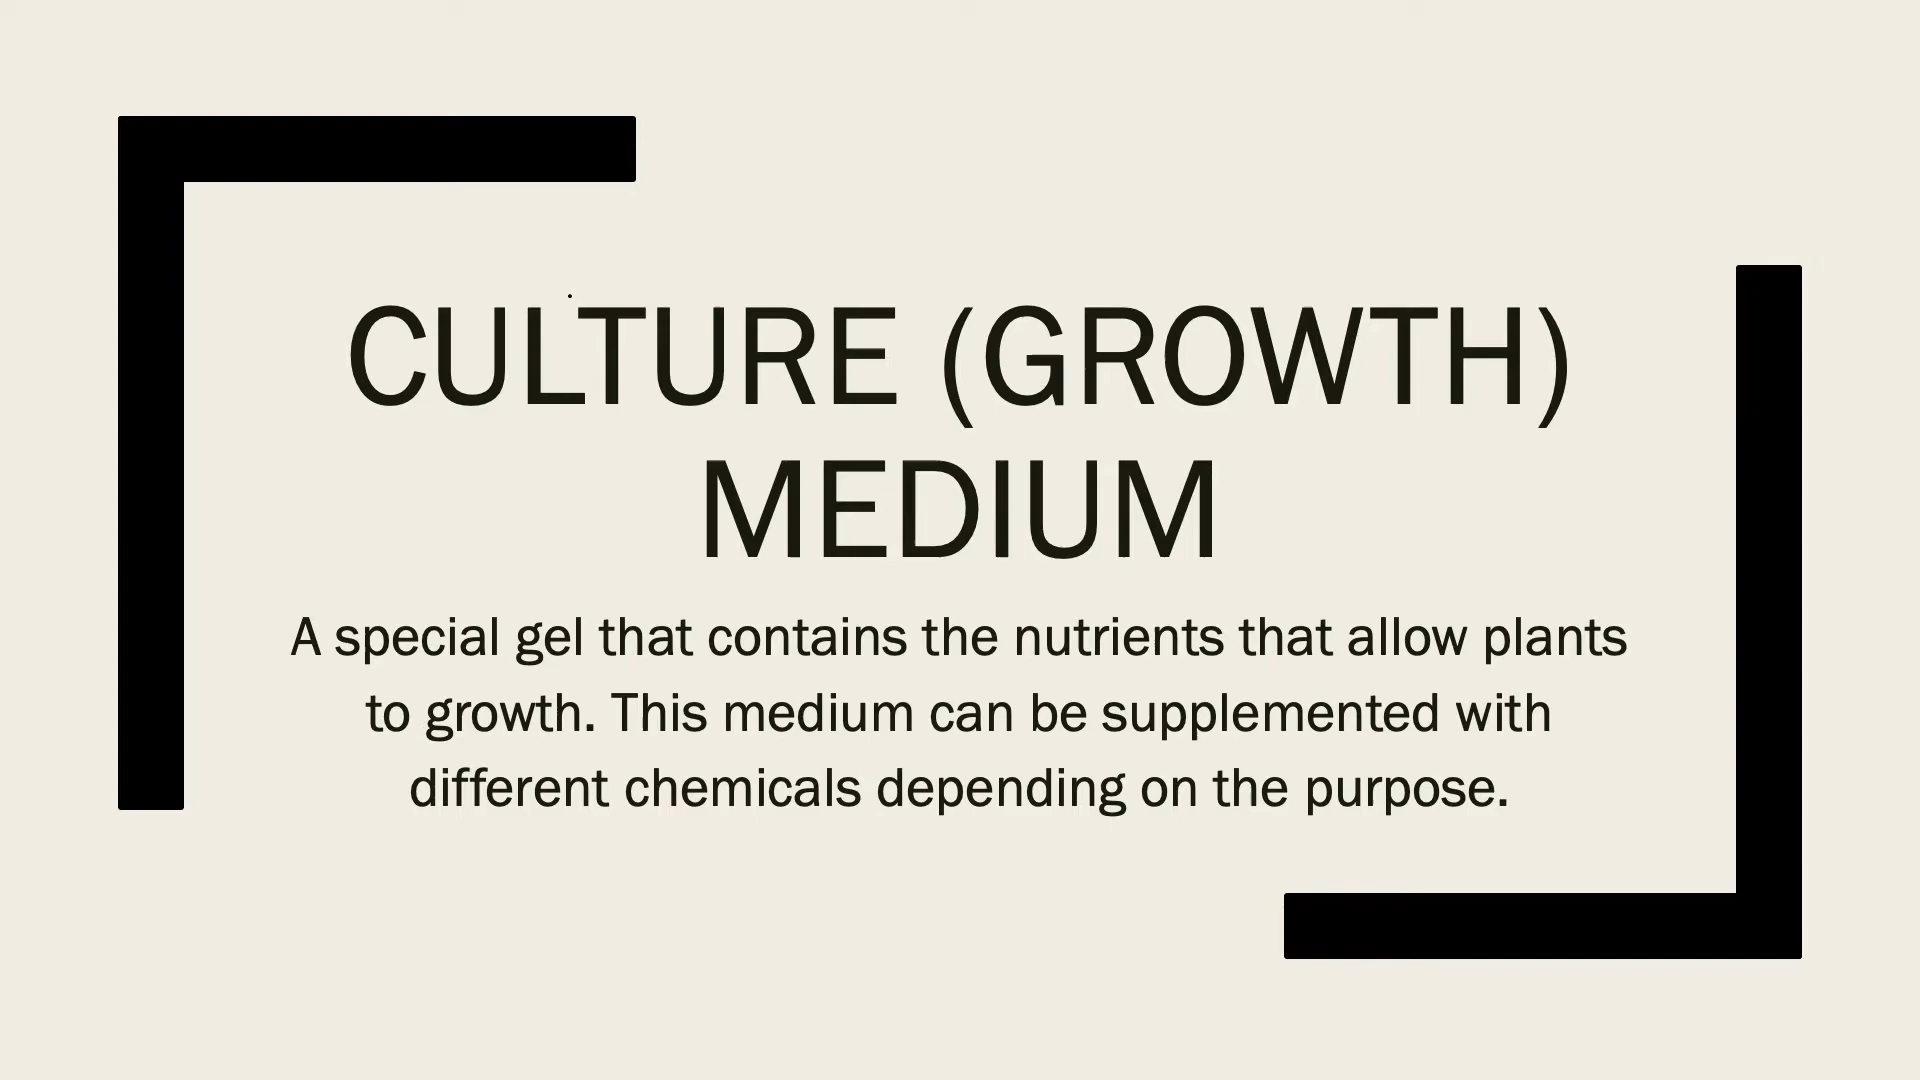 CULTURE (GROWTH)
MEDIUM
A special gel that contains the nutrients that allow plants
to growth. This medium can be supplemented with
different chemicals depending on the purpose.